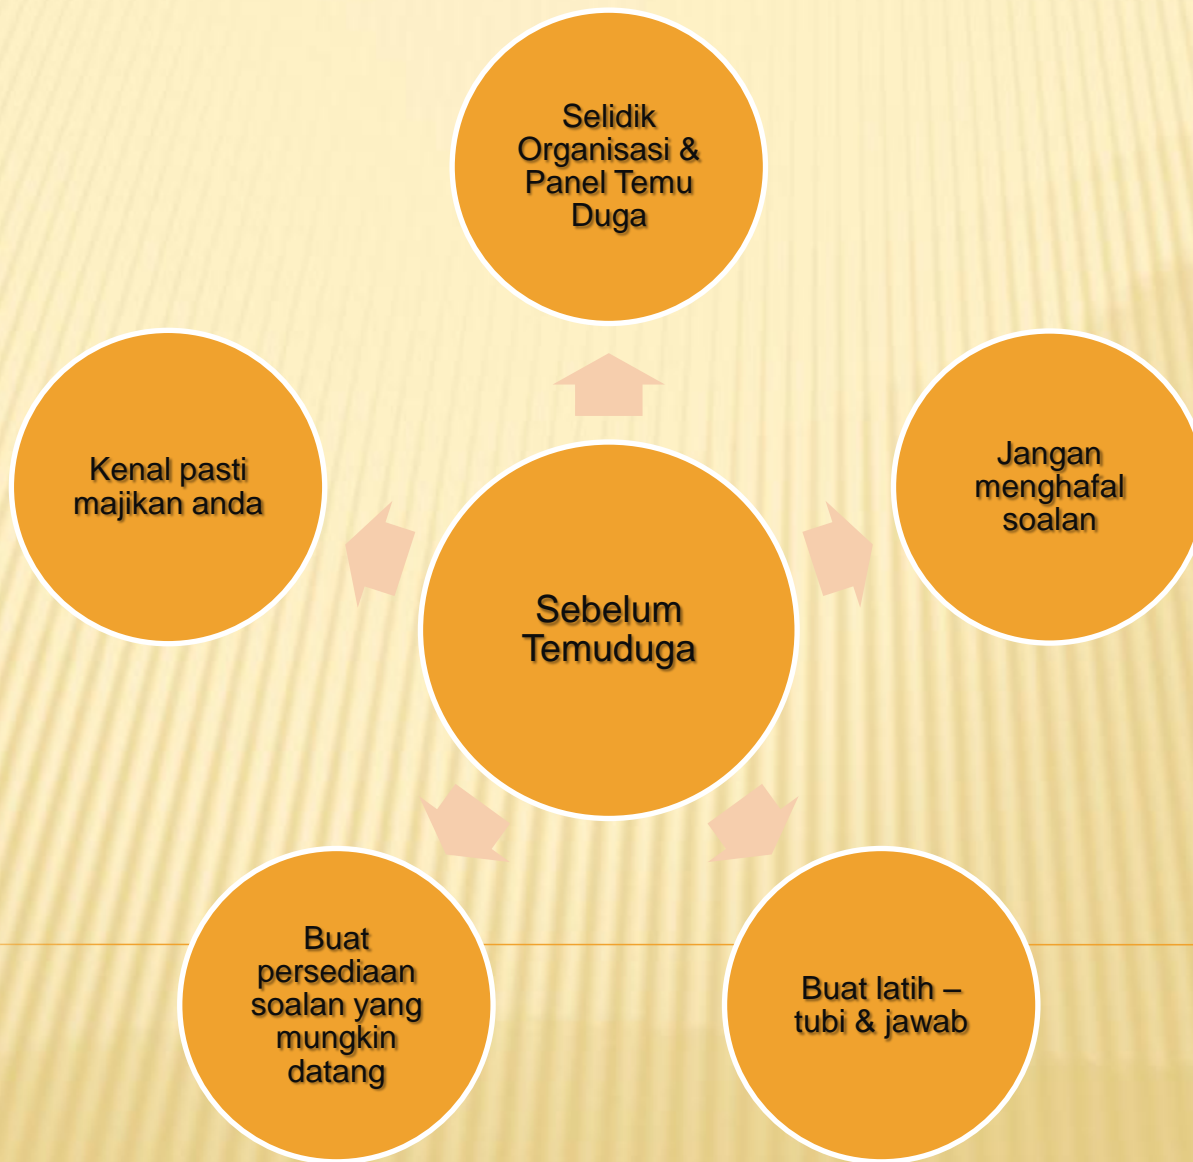 Selidik
Organisasi &
Panel Temu
Duga
Kenal pasti
majikan anda
Jangan
menghafal
soalan
Sebelum
Temuduga
Buat
persediaan
soalan yang
mungkin
datang
Buat latih –
tubi & jawab